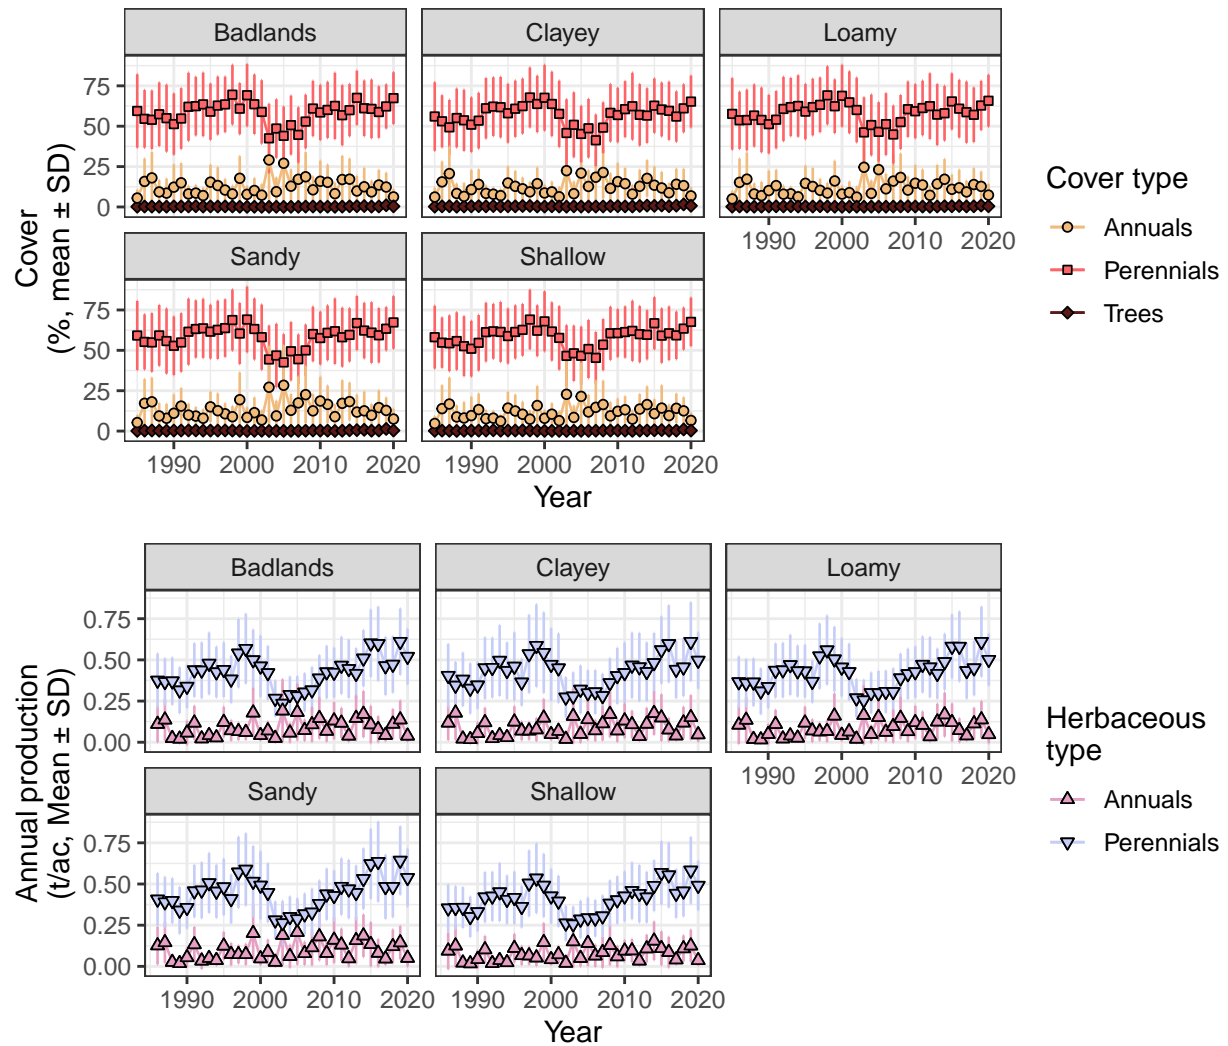 Badlands
Clayey
Loamy
75
50
25
0
1990
2000
2010
2020
Sandy
Shallow
75
50
25
0
1990
2000
2010
2020
1990
2000
2010
2020
Year
Cover
(%, mean ± SD)
Cover type
Annuals
Perennials
Trees
Badlands
Clayey
Loamy
0.75
0.50
0.25
0.00
1990
2000
2010
2020
Sandy
Shallow
0.75
0.50
0.25
0.00
1990
2000
2010
2020
1990
2000
2010
2020
Year
Annual production
(t/ac, Mean ± SD)
Herbaceous
type
Annuals
Perennials